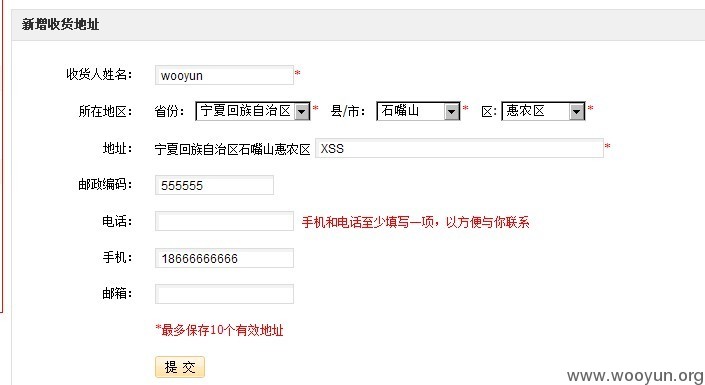 新增收货地址
收货人姓名： wooyun *
所在地区： 省份： 宁夏回族自治区 * 县/市： 石嘴山 * 区: 惠农区 *
地址： 宁夏回族自治区石嘴山惠农区 XSS *
邮政编码： 555555
电话： 手机和电话至少填写一项，以方便与你联系
手机： 18666666666
邮箱：
*最多保存10个有效地址
提 交
www.wooyun.org